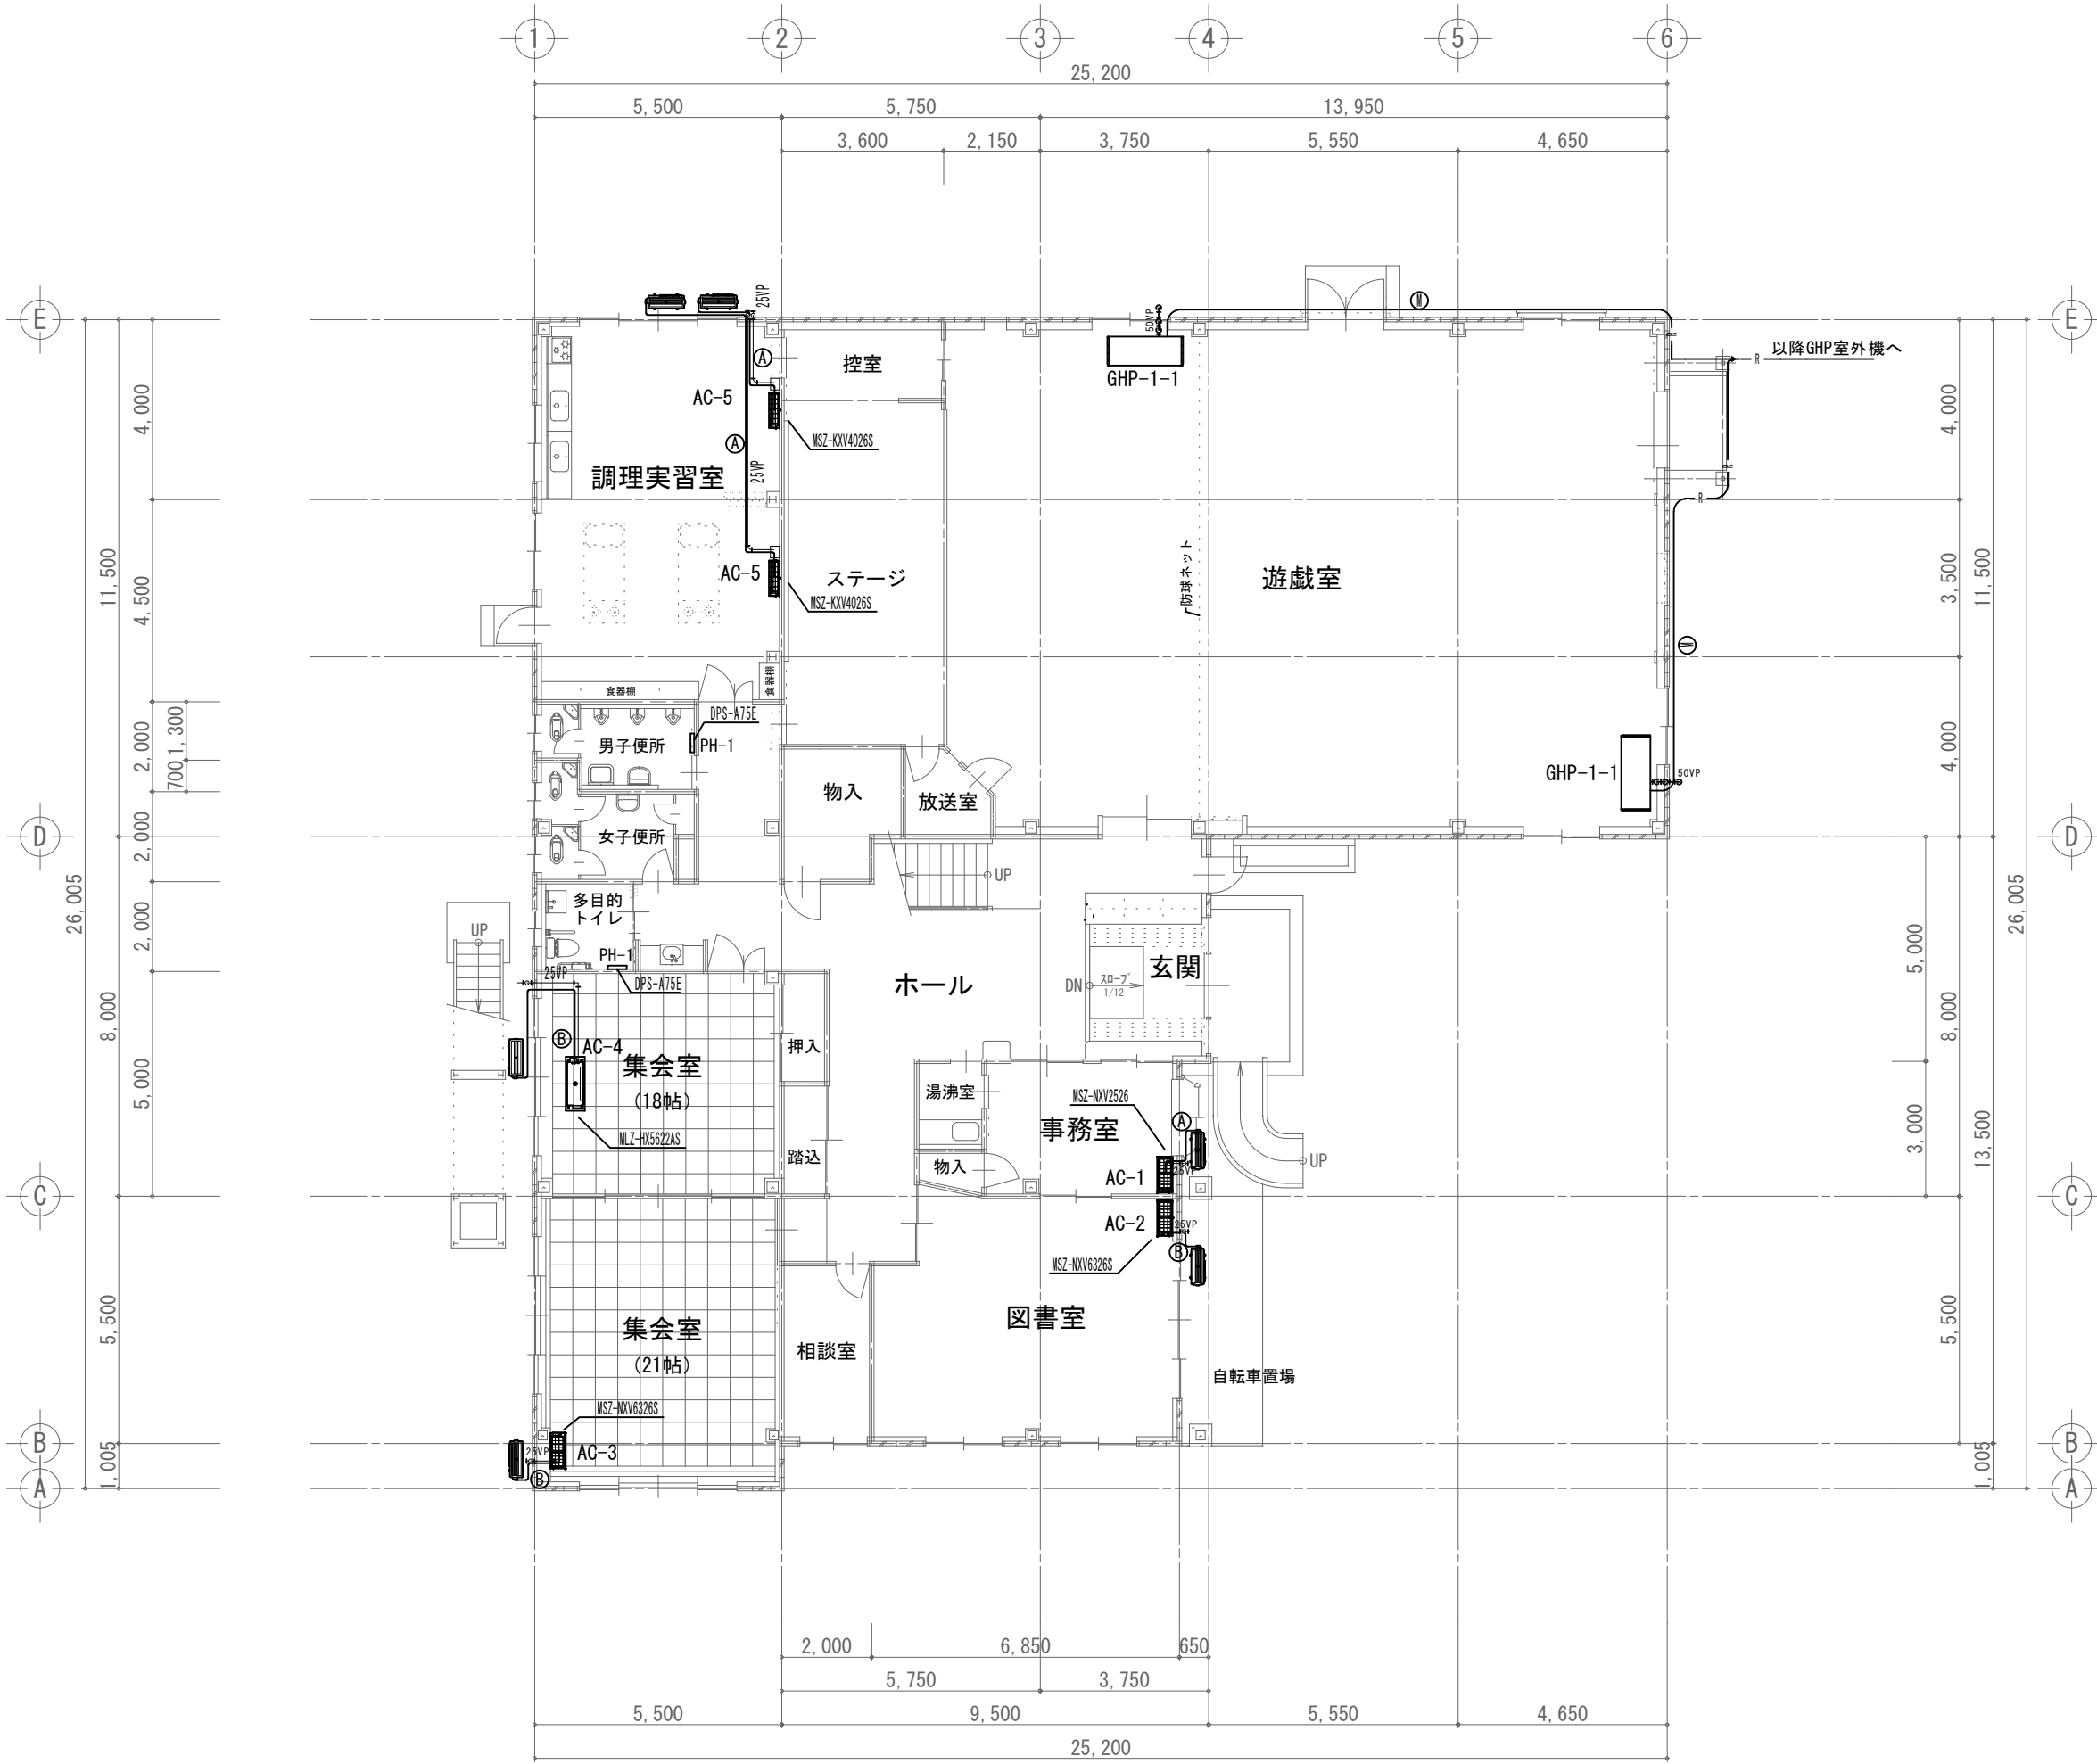 1 2 3 4 5 6
25,200
5,500 5,750 13,950
3,600 2,150 3,750 5,550 4,650
25VP
50VP
M
E E
以降GHP室外機へ
R
A
控室
GHP-1-1
AC-5
MSZ-KXV4026S
A
25VP
調理実習室
R
4,000
4,000
11,500
4,500
防球ネット
AC-5
ステージ
MSZ-KXV4026S
遊戯室
3,500
11,500
M
食器棚
食器棚
DPS-A75E
男子便所
PH-1
1,300
700
2,000
物入
放送室
GHP-1-1
50VP
4,000
D D
女子便所
2,000
UP
26,005
26,005
多目的
トイレ
2,000
UP
PH-1
DPS-A75E
25VP
ホール
DN
スロープ
1/12
玄関
5,000
8,000
8,000
B
AC-4
集会室
(18帖)
押入
MLZ-HX5622AS
5,000
湯沸室
MSZ-NXV2526
事務室
A
踏込
物入
AC-1
25VP
UP
3,000
13,500
C C
AC-2
25VP
B
MSZ-NXV6326S
集会室
(21帖)
相談室
図書室
自転車置場
5,500
5,500
MSZ-NXV6326S
AC-3
25VP
B
B B
1,005
1,005
A A
2,000 6,850 650
5,750 3,750
5,500 9,500 5,550 4,650
25,200